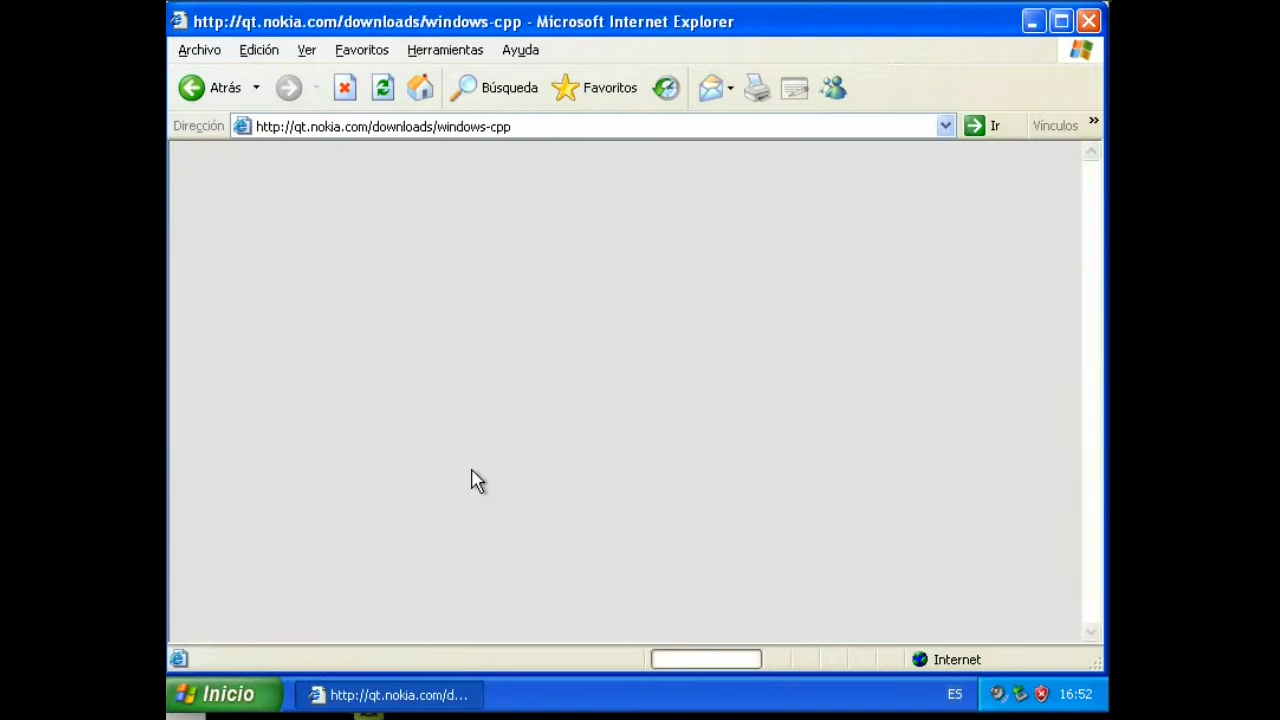 http://qt.nokia.com/downloads/windows-cpp - Microsoft Internet Explorer
Archivo Edición Ver Favoritos Herramientas Ayuda
Atrás Búsqueda Favoritos
Dirección http://qt.nokia.com/downloads/windows-cpp Ir Vínculos »
Internet
Inicio http://qt.nokia.com/d... ES 16:52